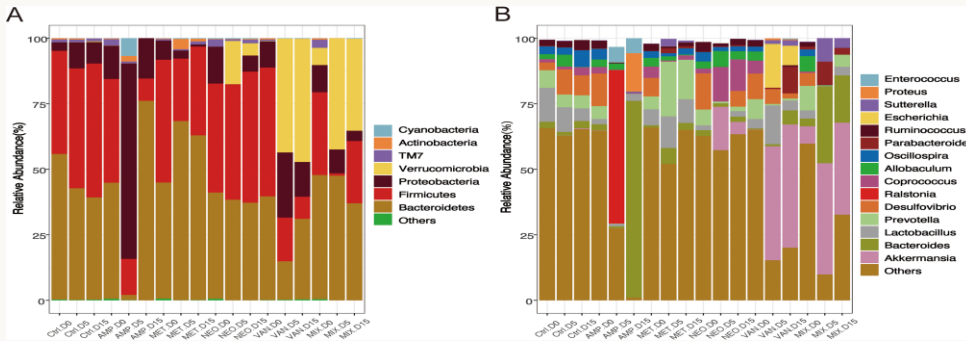 A
Relative Abundance(%)
100
75
50
25
0
Ctrl.D0
Ctrl.D5
Ctrl.D15
AMP.D0
AMP.D5
AMP.D15
MET.D0
MET.D5
MET.D15
NEO.D0
NEO.D5
NEO.D15
VAN.D0
VAN.D5
VAN.D15
MIX.D0
MIX.D5
MIX.D15
Cyanobacteria
Actinobacteria
TM7
Verrucomicrobia
Proteobacteria
Firmicutes
Bacteroidetes
Others
B
Relative Abundance(%)
100
75
50
25
0
Ctrl.D0
Ctrl.D5
Ctrl.D15
AMP.D0
AMP.D5
AMP.D15
MET.D0
MET.D5
MET.D15
NEO.D0
NEO.D5
NEO.D15
VAN.D0
VAN.D5
VAN.D15
MIX.D0
MIX.D5
MIX.D15
Enterococcus
Proteus
Sutterella
Escherichia
Ruminococcus
Parabacteroides
Oscillospira
Allobaculum
Coprococcus
Ralstonia
Desulfovibrio
Prevotella
Lactobacillus
Bacteroides
Akkermansia
Others